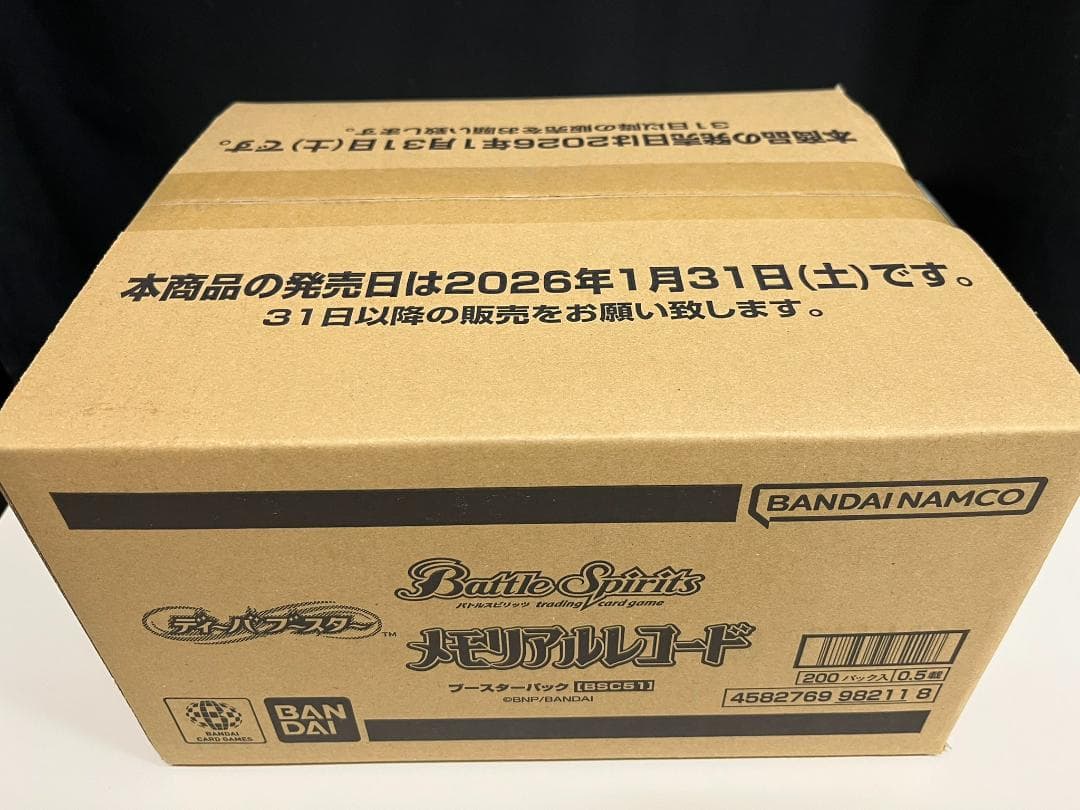 本商品の発売日は2026年1月31日(土)です。
31日以降の販売をお願い致します。
本商品の発売日は2026年1月31日(土)です。
31日以降の販売をお願い致します。
BANDAI NAMCO
Battle Spirits
バトルスピリッツ trading card game
ディーバブースター™
メモリアルレコード
ブースターパック [BSC51]
©BNP/BANDAI
200 パック入 0.5載
4582769 98211 8
BANDAI
CARD GAMES
BAN
DAI